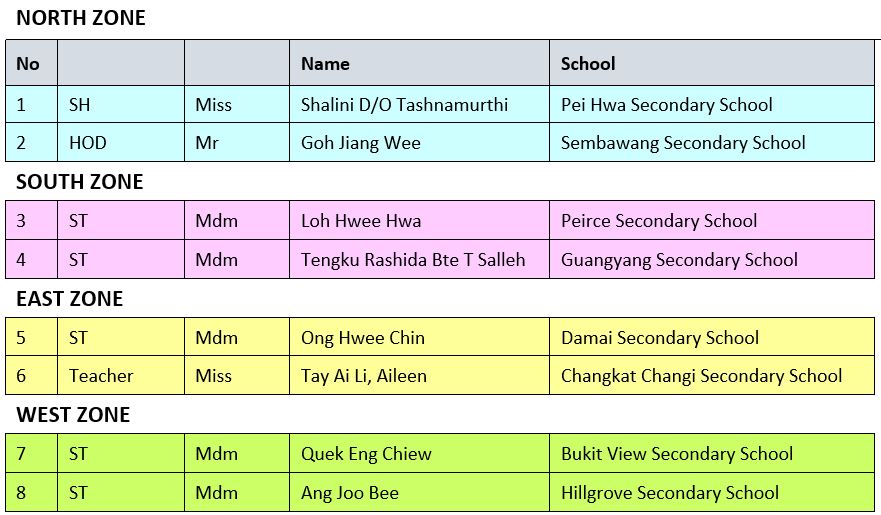 NORTH ZONE
No Name School
1 SH Miss Shalini D/O Tashnamurthi Pei Hwa Secondary School
2 HOD Mr Goh Jiang Wee Sembawang Secondary School
SOUTH ZONE
3 ST Mdm Loh Hwee Hwa Peirce Secondary School
4 ST Mdm Tengku Rashida Bte T Salleh Guangyang Secondary School
EAST ZONE
5 ST Mdm Ong Hwee Chin Damai Secondary School
6 Teacher Miss Tay Ai Li, Aileen Changkat Changi Secondary School
WEST ZONE
7 ST Mdm Quek Eng Chiew Bukit View Secondary School
8 ST Mdm Ang Joo Bee Hillgrove Secondary School